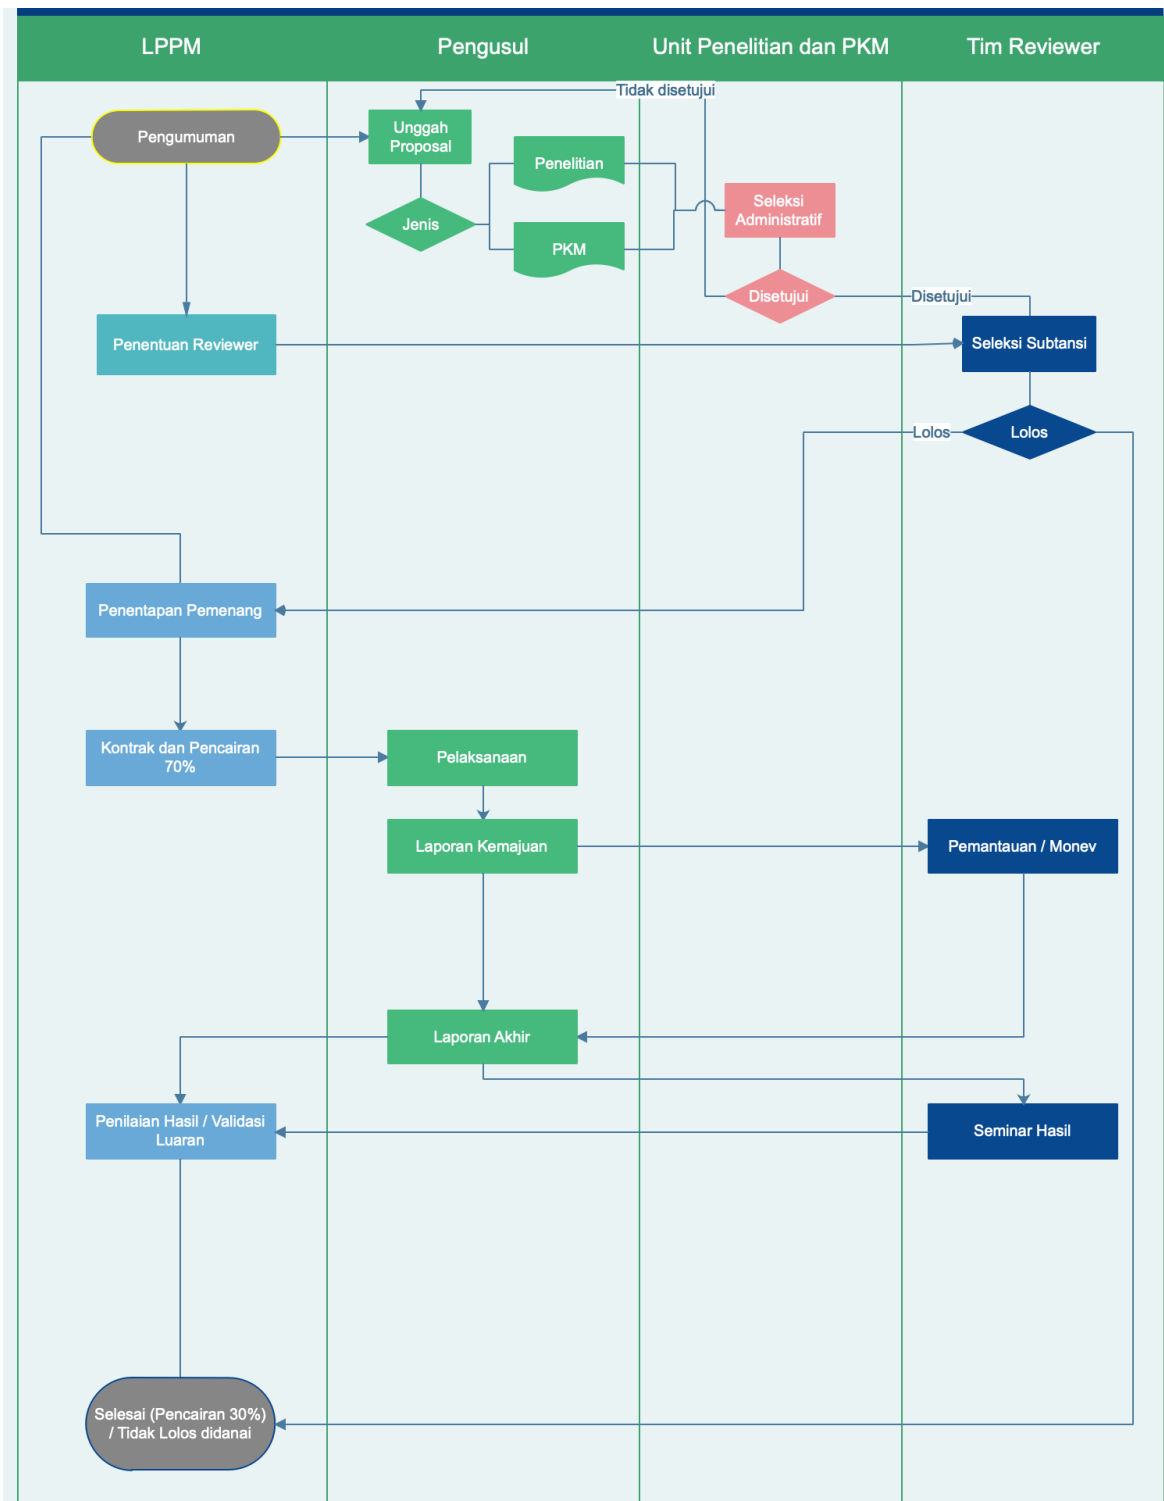 LPPM
Pengusul
Unit Penelitian dan PKM
Tim Reviewer
Tidak disetujui
Pengumuman
Unggah
Proposal
Penelitian
Jenis
PKM
Seleksi
Administratif
Disetujui
Disetujui
Penentuan Reviewer
Seleksi Subtansi
Lolos
Lolos
Penentapan Pemenang
Kontrak dan Pencairan
70%
Pelaksanaan
Laporan Kemajuan
Pemantauan / Monev
Laporan Akhir
Penilaian Hasil / Validasi
Luaran
Seminar Hasil
Selesai (Pencairan 30%)
/ Tidak Lolos didanai